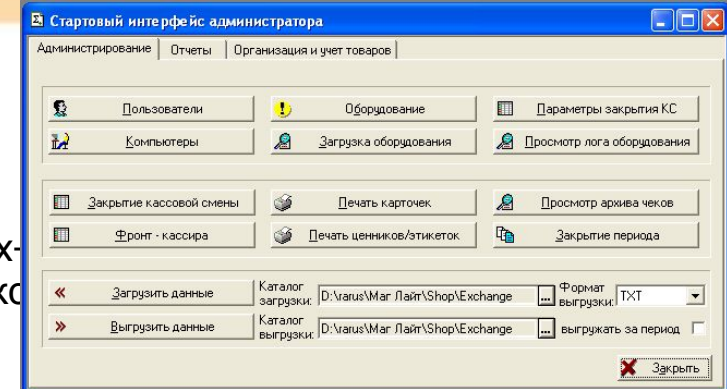 Стартовый интерфейс администратора
Администрирование Отчеты Организация и учет товаров
Пользователи Оборудование Параметры закрытия КС
Компьютеры Загрузка оборудования Просмотр лога оборудования
Закрытие кассовой смены Печать карточек Просмотр архива чеков
Фронт - кассира Печать ценников/этикеток Закрытие периода
х-
ко
Загрузить данные Каталог загрузки: D:\rarus\Маг Лайт\Shop\Exchange ... Формат выгрузки: TXT
Выгрузить данные Каталог выгрузки: D:\rarus\Маг Лайт\Shop\Exchange ... выгружать за период
Закрыть